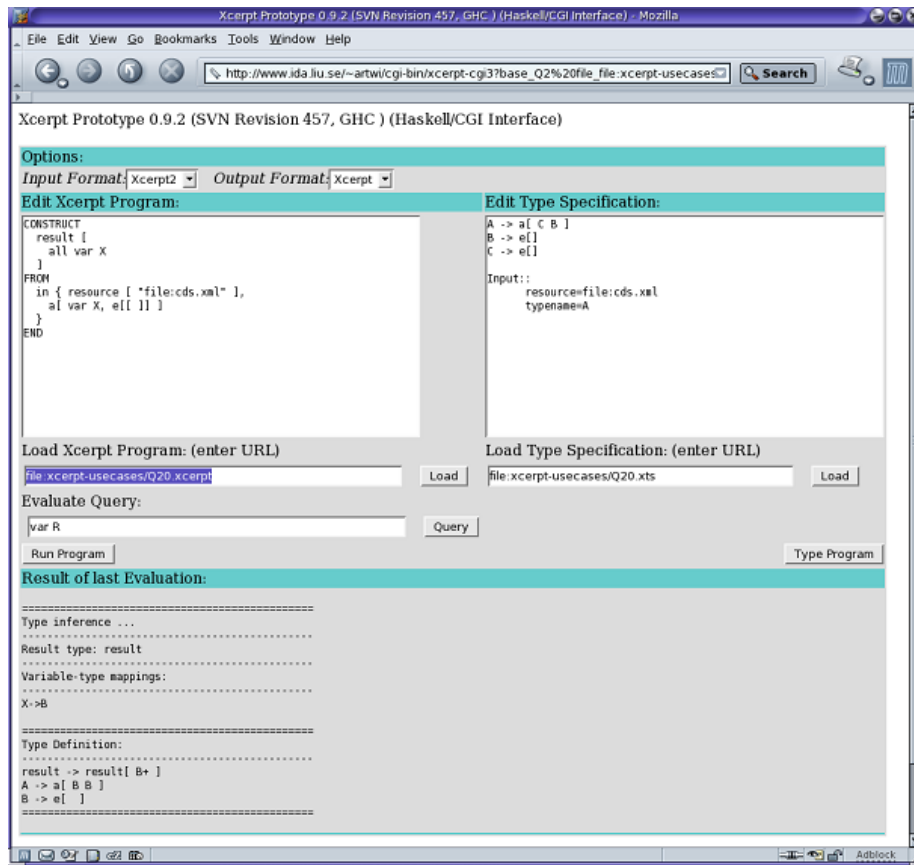 Xcerpt Prototype 0.9.2 (SVN Revision 457, GHC ) (Haskell/CGI Interface) - Mozilla
File Edit View Go Bookmarks Tools Window Help
http://www.ida.liu.se/~artwi/cgi-bin/xcerpt-cgi3?base_Q2%20file_file:xcerpt-usecases
Search
Xcerpt Prototype 0.9.2 (SVN Revision 457, GHC ) (Haskell/CGI Interface)
Options:
Input Format: Xcerpt2 Output Format: Xcerpt
Edit Xcerpt Program:
CONSTRUCT
result [
all var X
]
FROM
in { resource [ "file:cds.xml" ],
a[ var X, e[[ ]] ]
}
END
Edit Type Specification:
A -> a[ C B ]
B -> e[]
C -> e[]
Input::
resource=file:cds.xml
typename=A
Load Xcerpt Program: (enter URL)
file:xcerpt-usecases/Q20.xcerpt Load
Load Type Specification: (enter URL)
file:xcerpt-usecases/Q20.xts Load
Evaluate Query:
var R Query
Run Program Type Program
Result of last Evaluation:
==============================================
Type inference ...
----------------------------------------------
Result type: result
----------------------------------------------
Variable-type mappings:
----------------------------------------------
X->B
==============================================
Type Definition:
----------------------------------------------
result -> result[ B+ ]
A -> a[ B B ]
B -> e[ ]
==============================================
Adblock